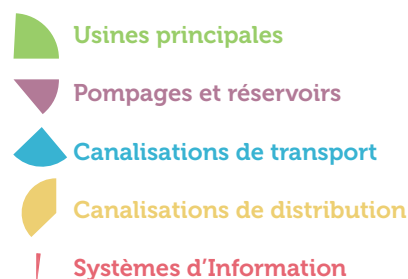 Usines principales
Pompages et réservoirs
Canalisations de transport
Canalisations de distribution
Systèmes d’Information